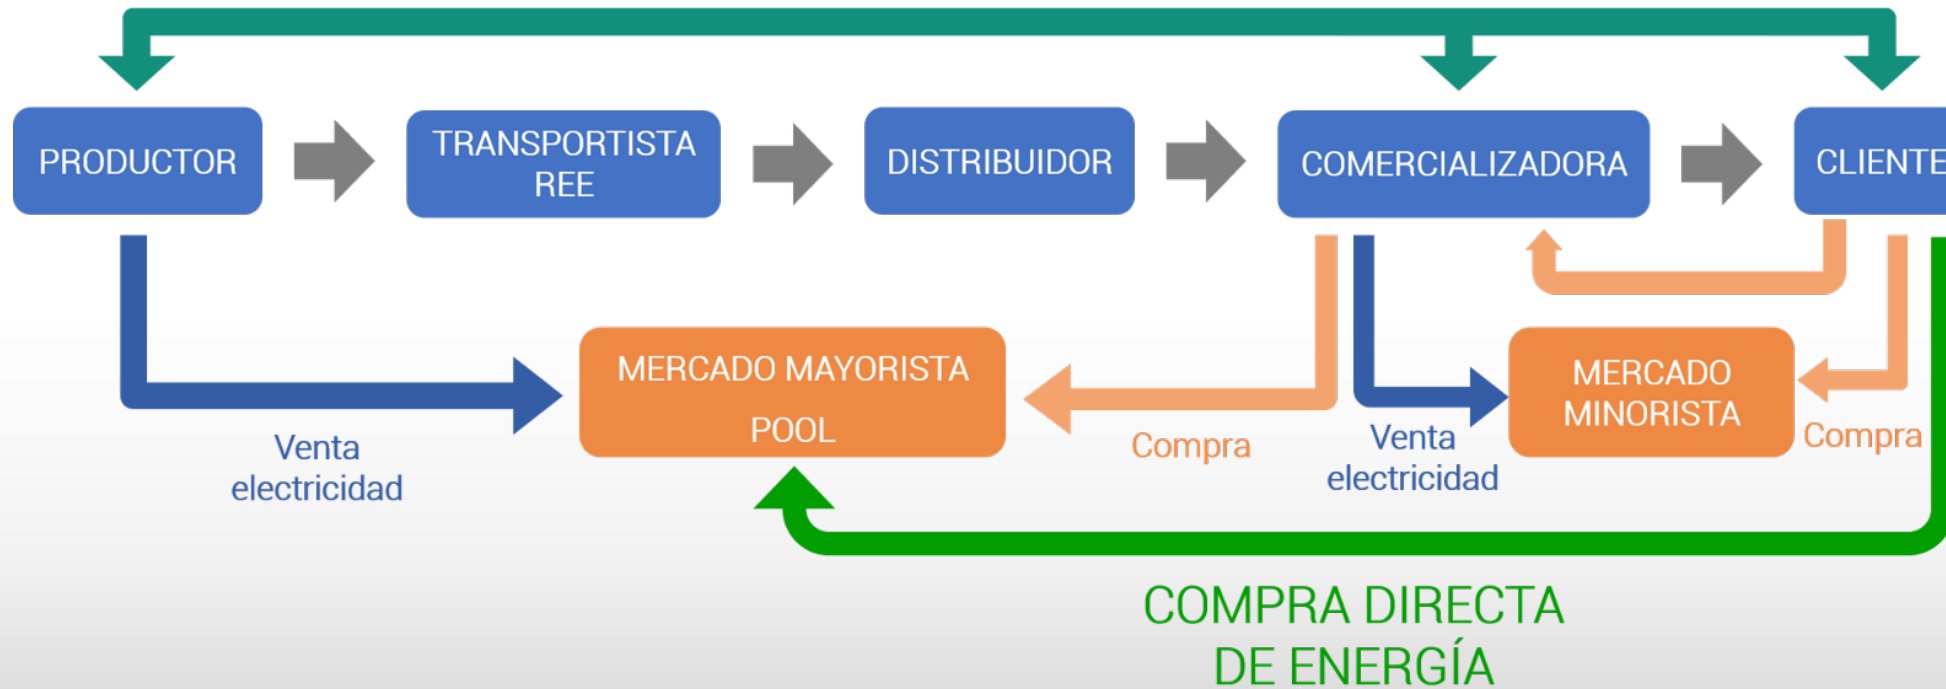 PRODUCTOR
TRANSPORTISTA
REE
DISTRIBUIDOR
COMERCIALIZADORA
CLIENTE
MERCADO MAYORISTA
POOL
MERCADO
MINORISTA
Venta
electricidad
Compra
Venta
electricidad
Compra
COMPRA DIRECTA
DE ENERGÍA